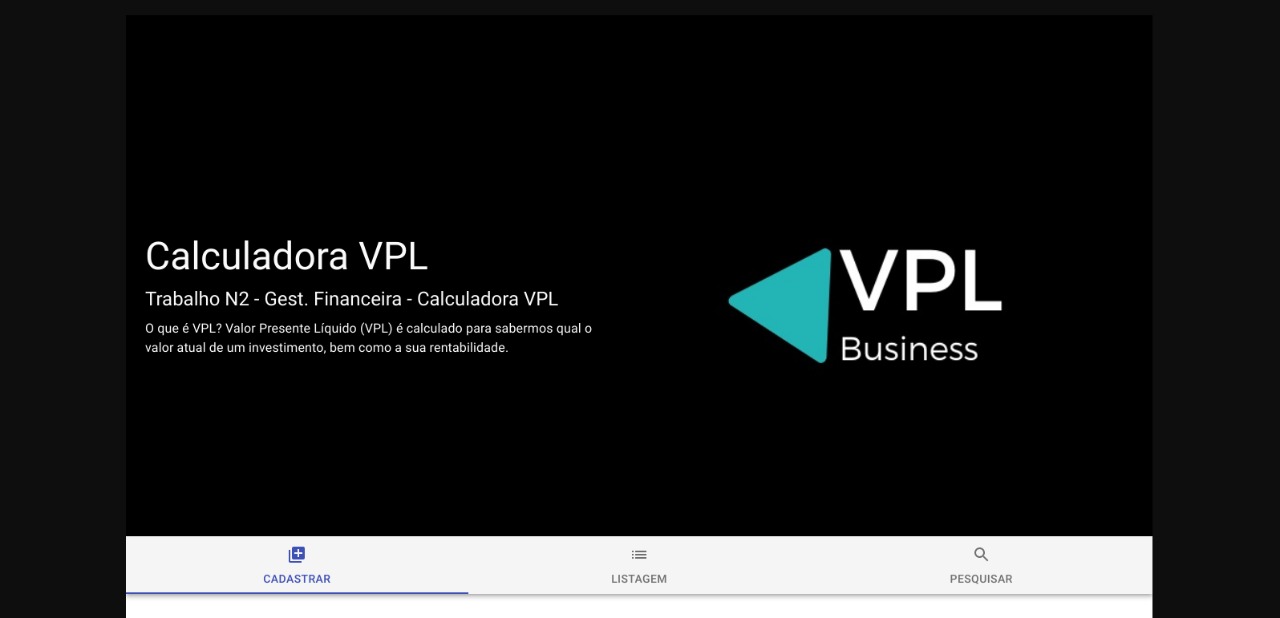 Calculadora VPL
Trabalho N2 - Gest. Financeira - Calculadora VPL
O que é VPL? Valor Presente Líquido (VPL) é calculado para sabermos qual o
valor atual de um investimento, bem como a sua rentabilidade.
VPL
Business
CADASTRAR
LISTAGEM
PESQUISAR